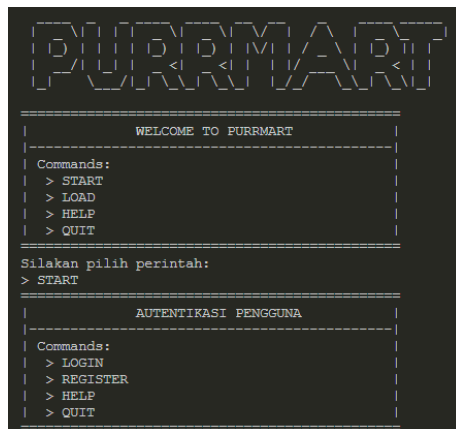 PURRMART
WELCOME TO PURRMART
Commands:
> START
> LOAD
> HELP
> QUIT
Silakan pilih perintah:
> START
AUTENTIKASI PENGGUNA
Commands:
> LOGIN
> REGISTER
> HELP
> QUIT